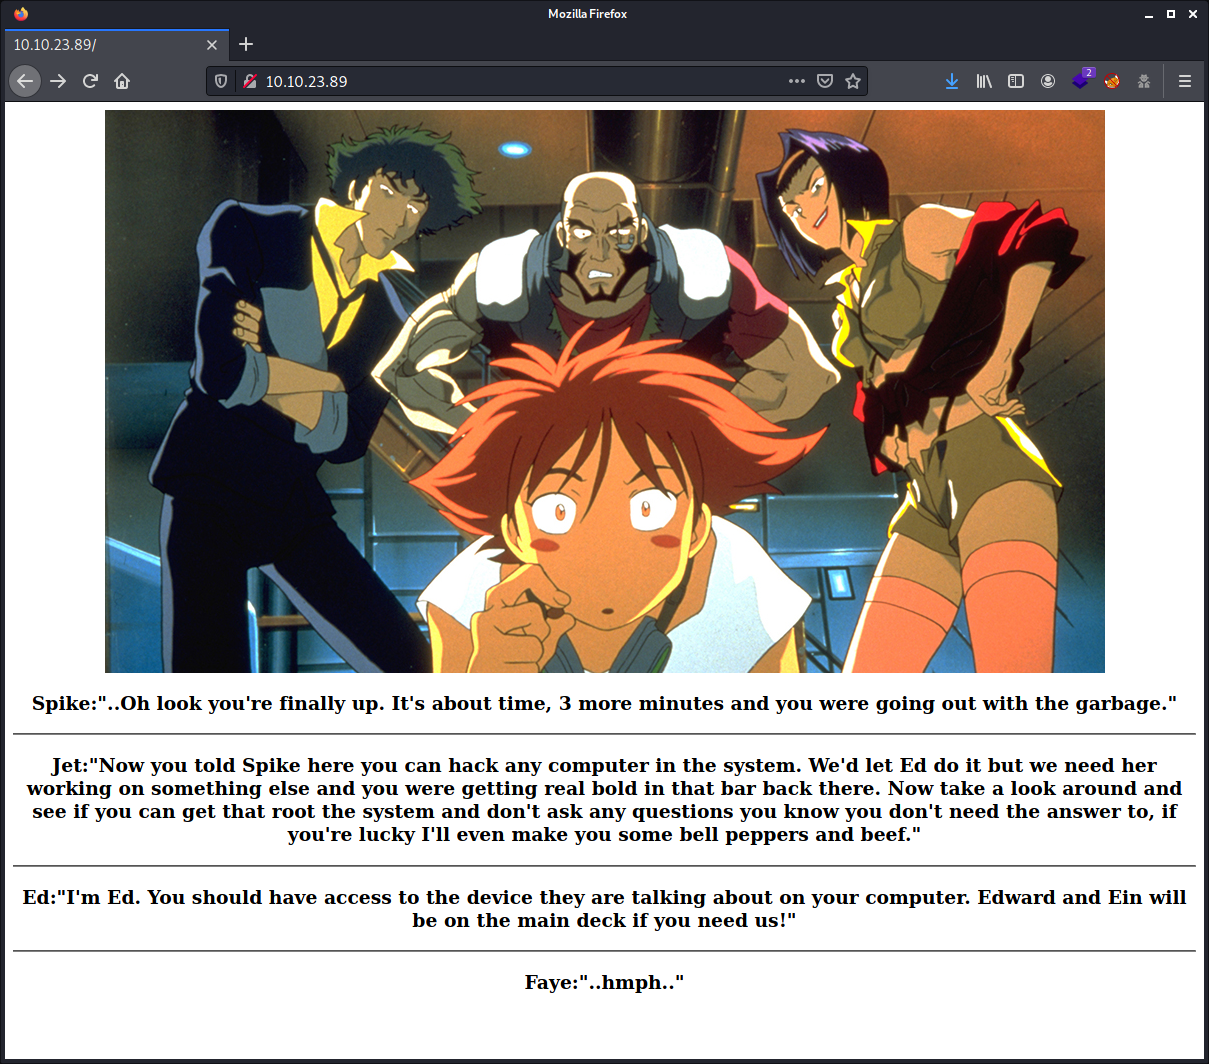 Mozilla Firefox
10.10.23.89/
10.10.23.89
2
Spike:"..Oh look you're finally up. It's about time, 3 more minutes and you were going out with the garbage."
Jet:"Now you told Spike here you can hack any computer in the system. We'd let Ed do it but we need her
working on something else and you were getting real bold in that bar back there. Now take a look around and
see if you can get that root the system and don't ask any questions you know you don't need the answer to, if
you're lucky I'll even make you some bell peppers and beef."
Ed:"I'm Ed. You should have access to the device they are talking about on your computer. Edward and Ein will
be on the main deck if you need us!"
Faye:"..hmph.."